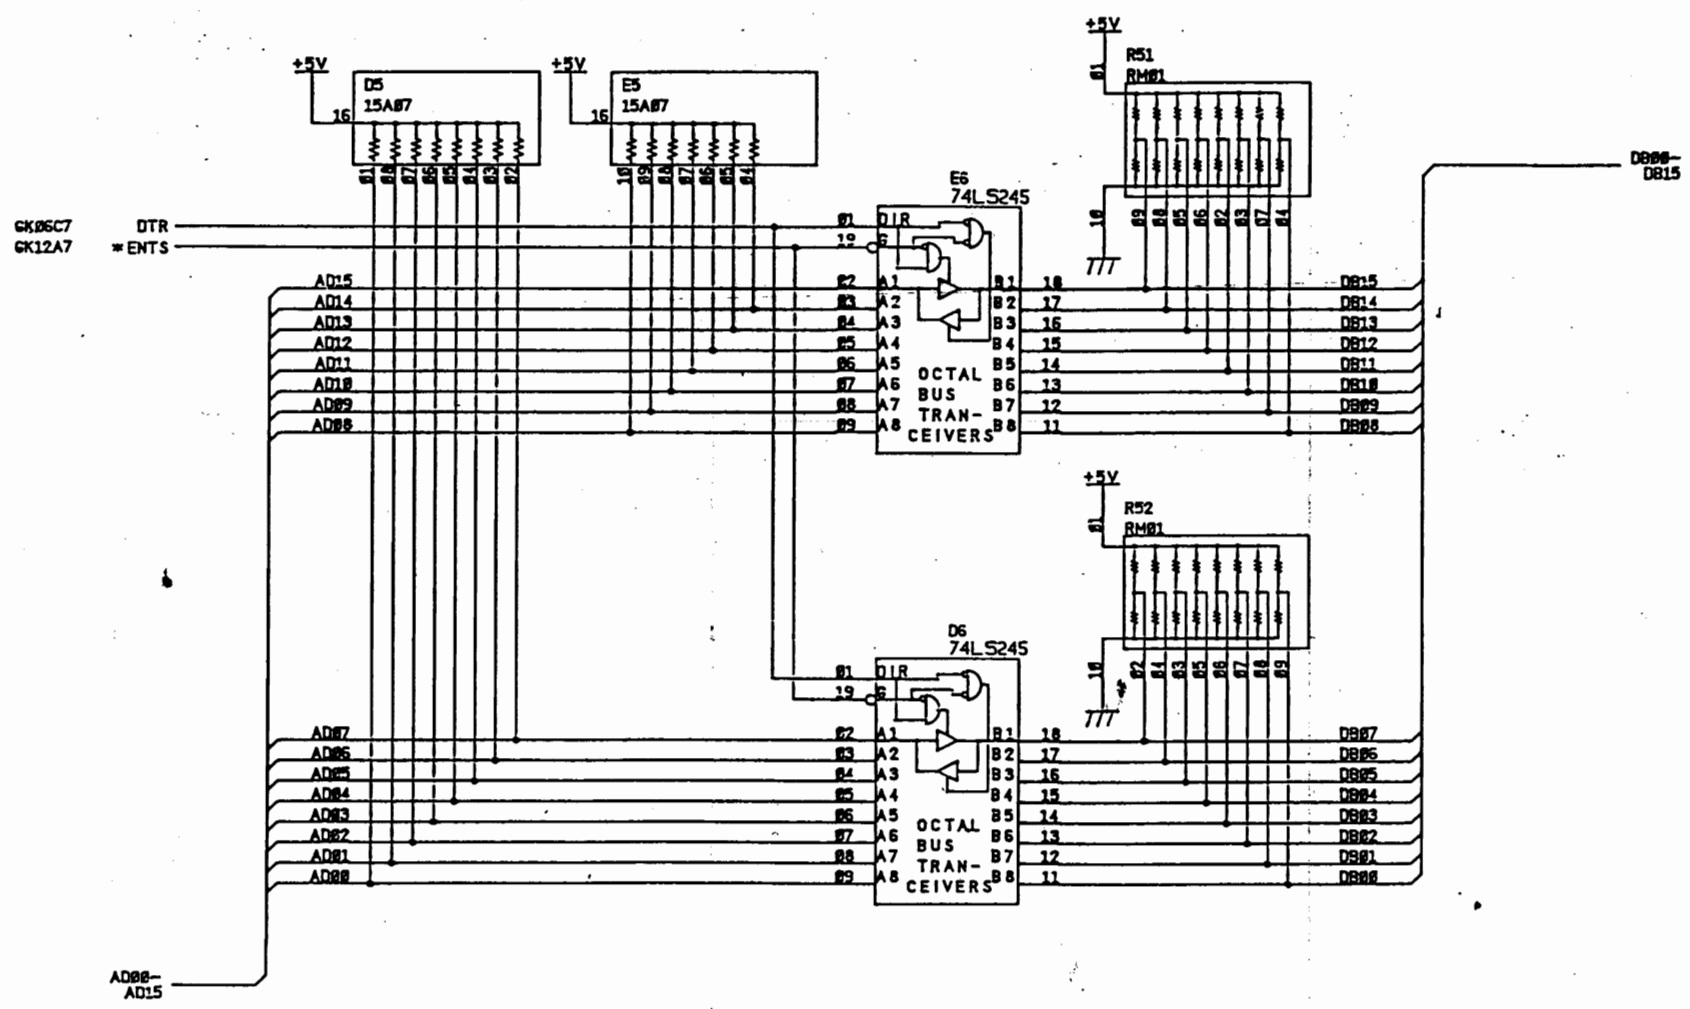 +5V
R51
RM01
01
+5V
D5
15A07
16
+5V
E5
15A07
16
01 08 07 06 05 04 03 02
10 09 08 07 06 05 04
DB00-
DB15
E6
74LS245
10
09 08 05 06 02 03 07 04
6K06C7 DTR 01 DIR
6K12A7 *ENTS 19 G
AD15 02 A1 B1 18 DB15
AD14 03 A2 B2 17 DB14
AD13 04 A3 B3 16 DB13
AD12 05 A4 B4 15 DB12
AD11 06 A5 B5 14 DB11
AD10 07 A6 B6 13 DB10
AD09 08 A7 B7 12 DB09
AD08 09 A8 B8 11 DB08
OCTAL
BUS
TRAN-
CEIVERS
+5V
R52
RM01
01
10
02 04 03 05 06 07 08 09
D6
74LS245
01 DIR
19 G
AD07 02 A1 B1 18 DB07
AD06 03 A2 B2 17 DB06
AD05 04 A3 B3 16 DB05
AD04 05 A4 B4 15 DB04
AD03 06 A5 B5 14 DB03
AD02 07 A6 B6 13 DB02
AD01 08 A7 B7 12 DB01
AD00 09 A8 B8 11 DB00
OCTAL
BUS
TRAN-
CEIVERS
AD00-
AD15